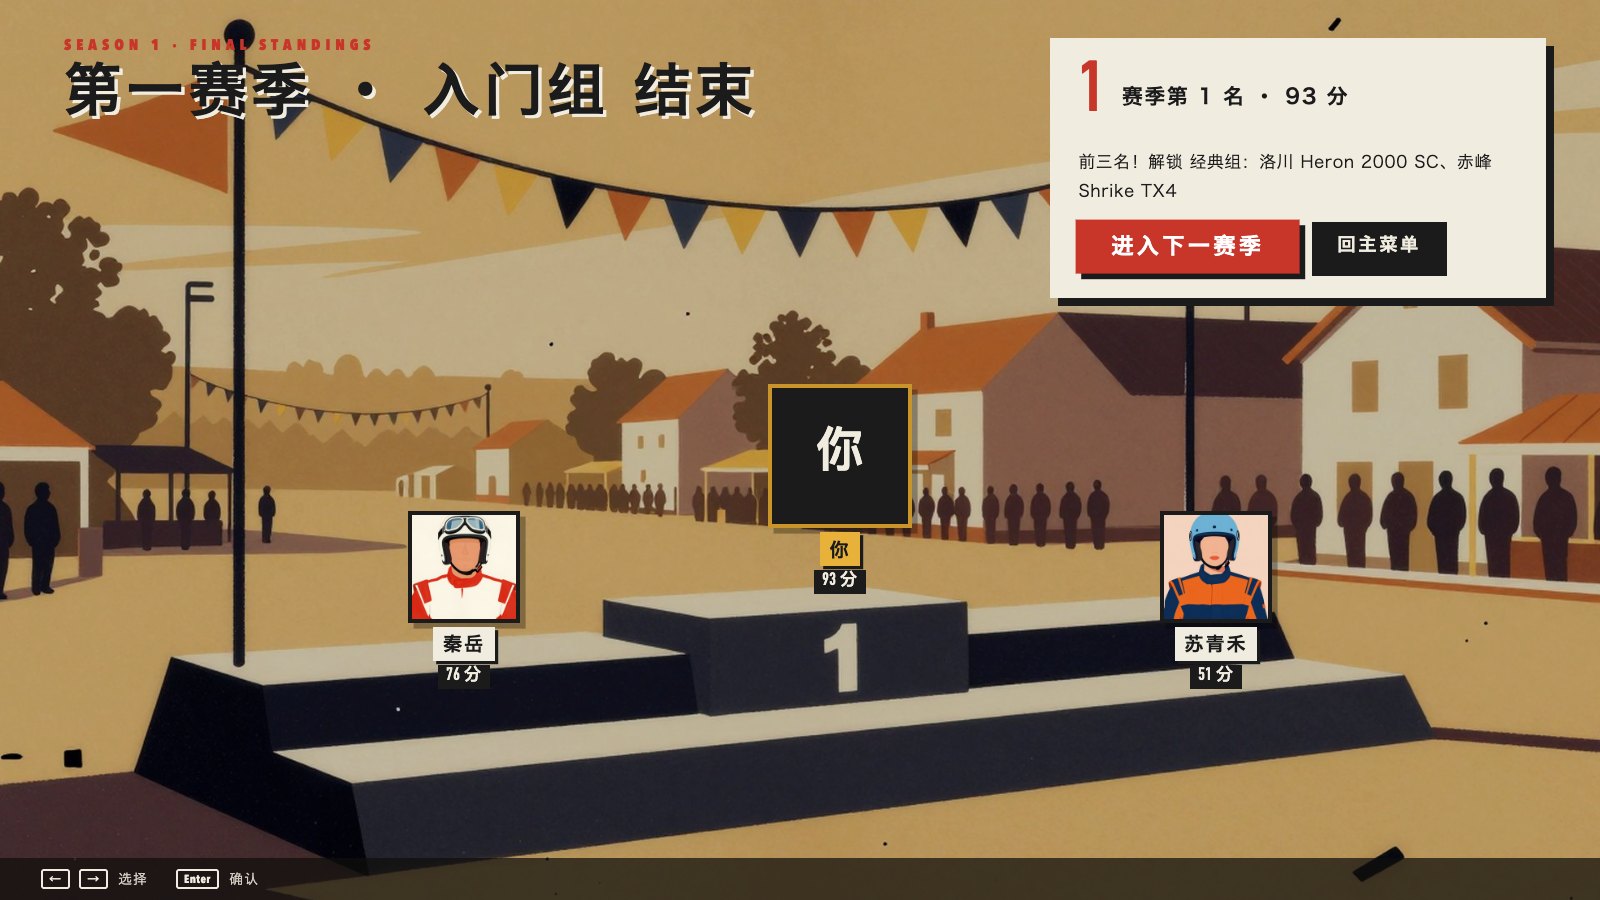 SEASON 1 · FINAL STANDINGS
第一赛季 · 入门组 结束
1 赛季第 1 名 · 93 分
前三名！解锁 经典组：洛川 Heron 2000 SC、赤峰
Shrike TX4
进入下一赛季 回主菜单
你
你
93 分
秦岳
76 分
苏青禾
51 分
1
← → 选择 Enter 确认